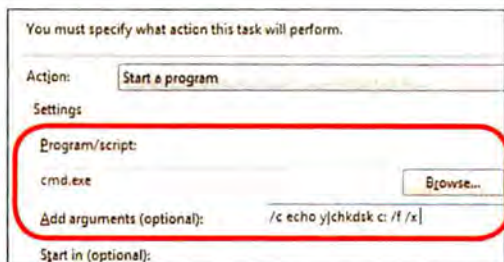 You must specify what action this task will perform.
Action: Start a program
Settings
Program/script:
cmd.exe Browse...
Add arguments (optional): /c echo y|chkdsk c: /f /x
Start in (optional):